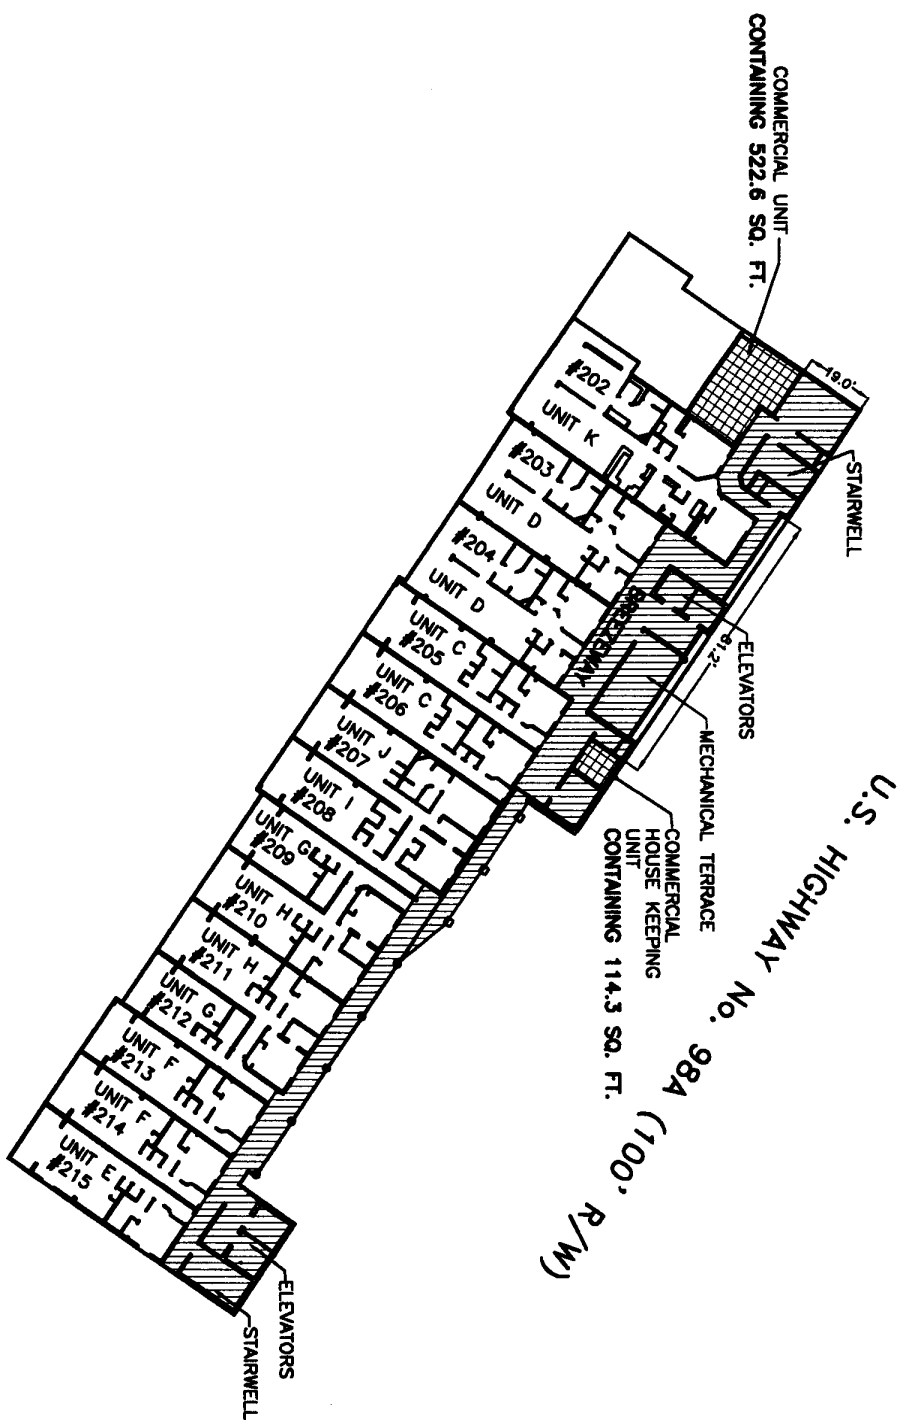 COMMERCIAL UNIT
CONTAINING 522.6 SQ. FT.
19.0'
STAIRWELL
61.2'
ELEVATORS
MECHANICAL TERRACE
COMMERCIAL
HOUSE KEEPING
UNIT
CONTAINING 114.3 SQ. FT.
U.S. HIGHWAY No. 98A (100' R/W)
BREEZEWAY
#202
UNIT K
#203
UNIT D
#204
UNIT D
UNIT C
#205
UNIT C
#206
UNIT J
#207
UNIT I
#208
UNIT G
#209
UNIT H
#210
UNIT H
#211
UNIT G
#212
UNIT F
#213
UNIT F
#214
UNIT E
#215
ELEVATORS
STAIRWELL